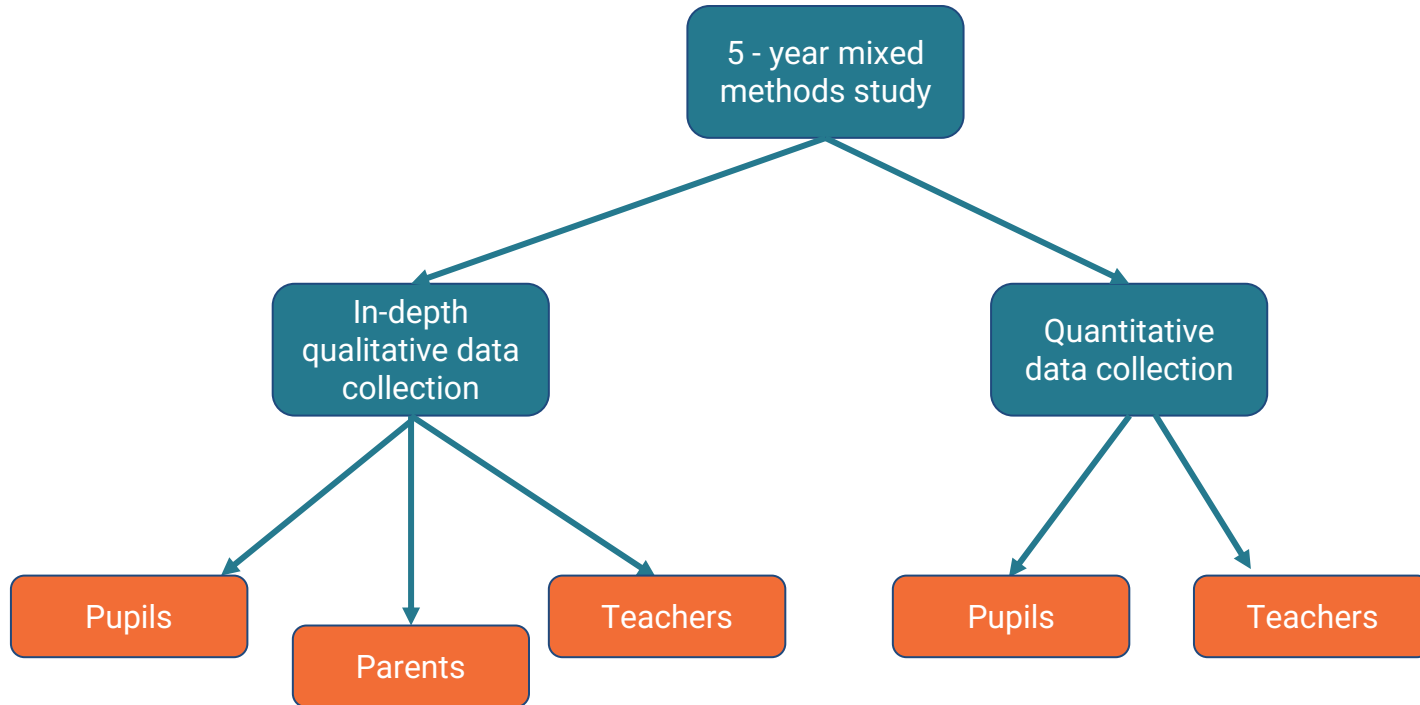 5 - year mixed
methods study
In-depth
qualitative data
collection
Quantitative
data collection
Pupils
Parents
Teachers
Pupils
Teachers